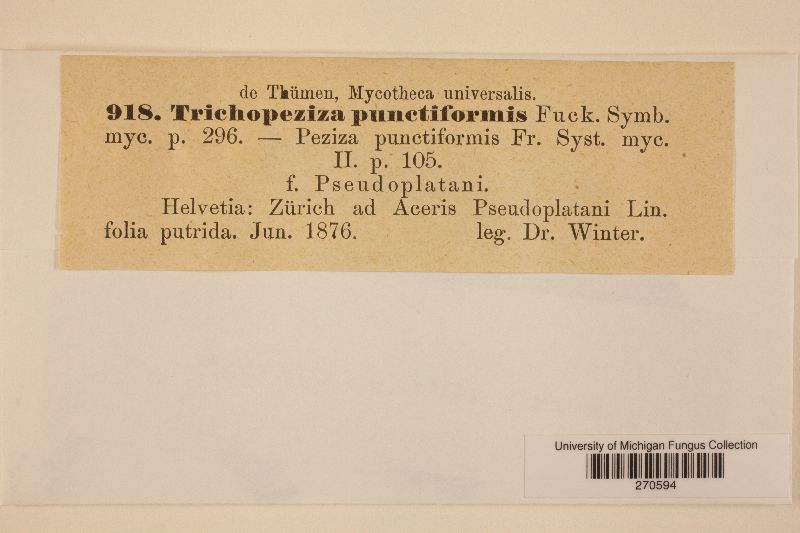 de Thümen, Mycotheca universalis.
918. Trichopeziza punctiformis Fuck. Symb.
myc. p. 296. — Peziza punctiformis Fr. Syst. myc.
II. p. 105.
f. Pseudoplatani.
Helvetia: Zürich ad Aceris Pseudoplatani Lin.
folia putrida. Jun. 1876. leg. Dr. Winter.
University of Michigan Fungus Collection
270594